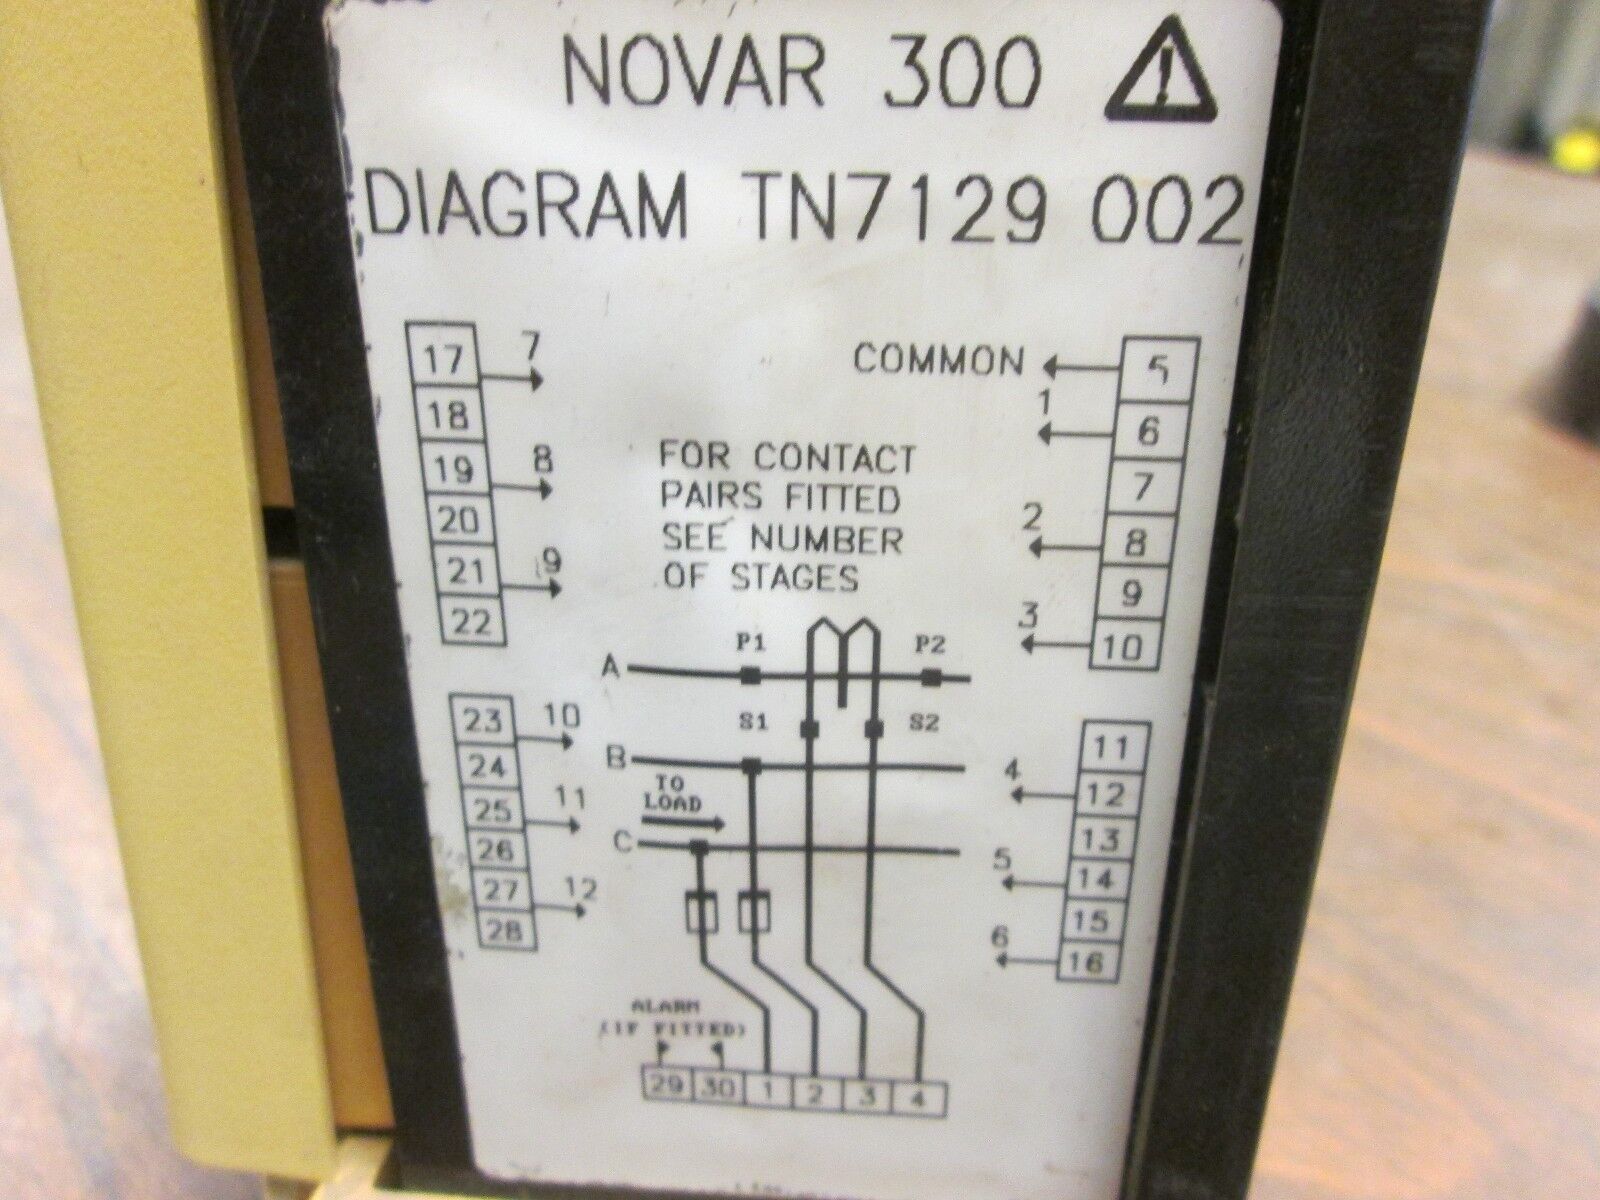 NOVAR 300
DIAGRAM TN7129 002
17 7
18
19 8
20
21 9
22
COMMON 5
1 6
7
2 8
9
3 10
FOR CONTACT
PAIRS FITTED
SEE NUMBER
OF STAGES
P1 P2
A
S1 S2
B
TO
LOAD
C
23 10
24
25 11
26
27 12
28
11
4 12
13
5 14
15
6 16
ALARM
(IF FITTED)
29 30 1 2 3 4